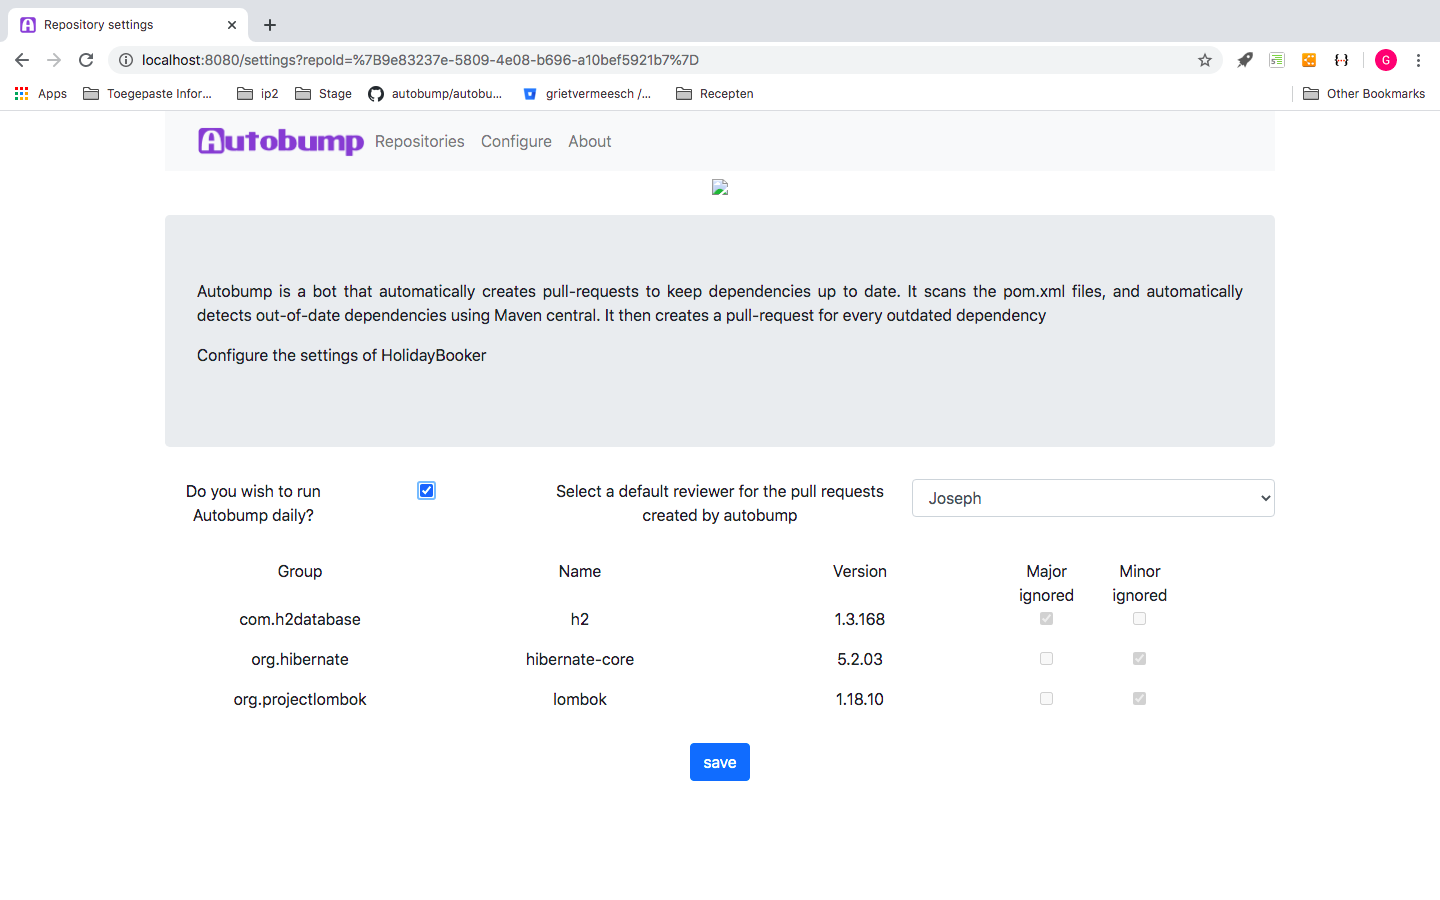 Repository settings
localhost:8080/settings?repoId=%7B9e83237e-5809-4e08-b696-a10bef5921b7%7D
G
Apps Toegepaste Infor... ip2 Stage autobump/autobu... grietvermeesch /... Recepten Other Bookmarks
Autobump Repositories Configure About
Autobump is a bot that automatically creates pull-requests to keep dependencies up to date. It scans the pom.xml files, and automatically
detects out-of-date dependencies using Maven central. It then creates a pull-request for every outdated dependency
Configure the settings of HolidayBooker
Do you wish to run
Autobump daily?
Select a default reviewer for the pull requests
created by autobump
Joseph
Group Name Version Major ignored Minor ignored
com.h2database h2 1.3.168
org.hibernate hibernate-core 5.2.03
org.projectlombok lombok 1.18.10
save